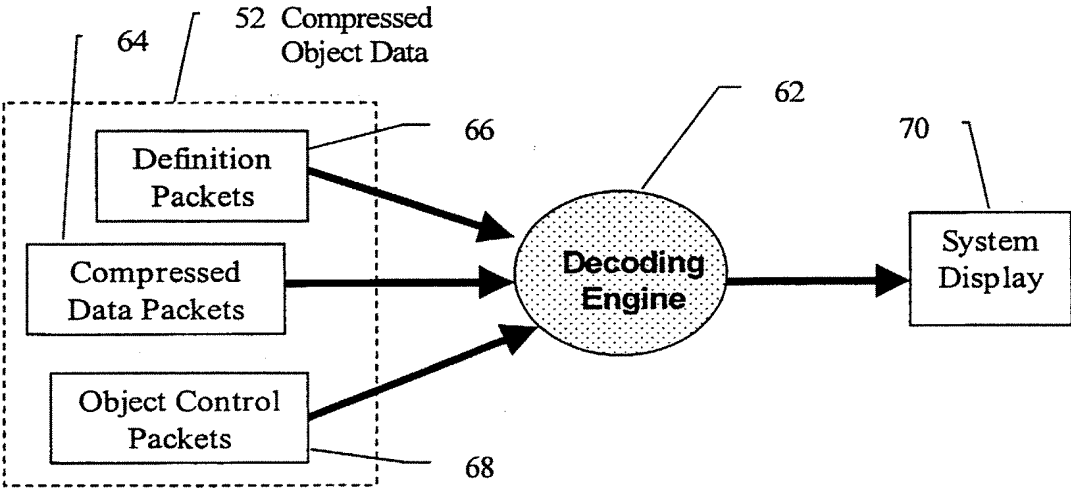 52 Compressed
Object Data
64
62
66
70
Definition
Packets
Compressed
Data Packets
Decoding
Engine
System
Display
Object Control
Packets
68